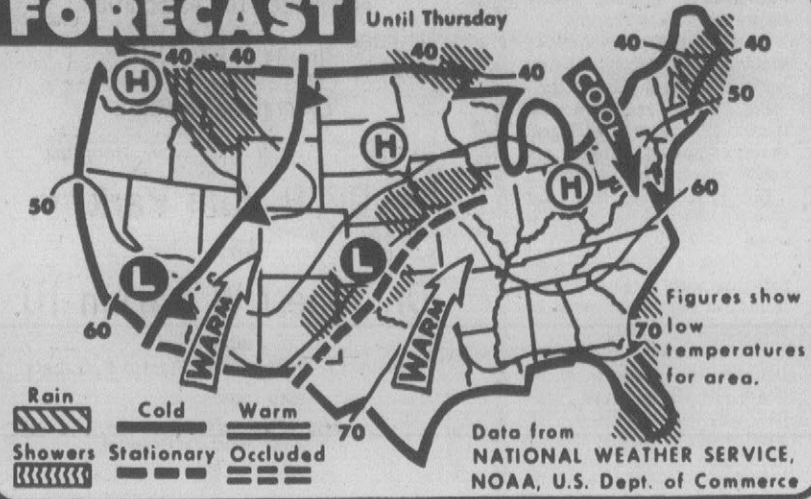 FORECAST
Until Thursday
40 40 40 40 40
H
50
H
COOL
H
50
60
L
L
60
WARM
WARM
70
70
Figures show
low
temperatures
for area.
Rain
Cold Warm
Showers Stationary Occluded
Data from
NATIONAL WEATHER SERVICE,
NOAA, U.S. Dept. of Commerce